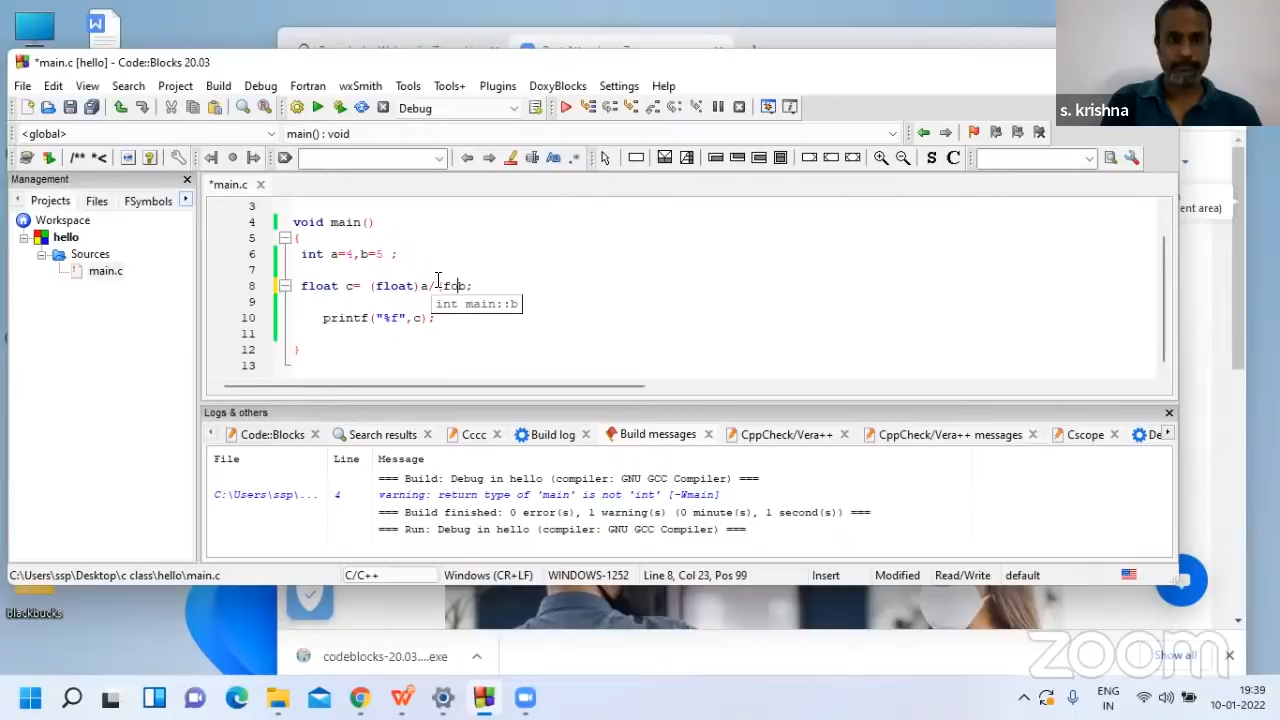 *main.c [hello] - Code::Blocks 20.03
File Edit View Search Project Build Debug Fortran wxSmith Tools Tools+ Plugins DoxyBlocks Settings Help
s. krishna
Debug
<global> main() : void
/** *< S C
Management
*main.c
Projects Files FSymbols
ent area)
Workspace
hello
Sources
main.c
3
4 void main()
5 {
6 int a=4,b=5 ;
7
8 float c= (float)a/ fob;
int main::b
9
10 printf("%f",c);
11
12 }
13
Logs & others
Code::Blocks Search results Cccc Build log Build messages CppCheck/Vera++ CppCheck/Vera++ messages Cscope De
File Line Message
=== Build: Debug in hello (compiler: GNU GCC Compiler) ===
C:\Users\ssp\... 4 warning: return type of 'main' is not 'int' [-Wmain]
=== Build finished: 0 error(s), 1 warning(s) (0 minute(s), 1 second(s)) ===
=== Run: Debug in hello (compiler: GNU GCC Compiler) ===
C:\Users\ssp\Desktop\c class\hello\main.c C/C++ Windows (CR+LF) WINDOWS-1252 Line 8, Col 23, Pos 99 Insert Modified Read/Write default
blackbucks
codeblocks-20.03....exe
Show all
zoom
ENG
IN
19:39
10-01-2022